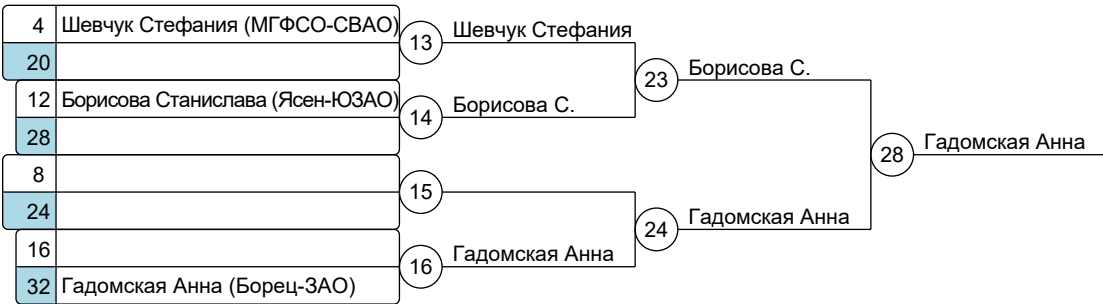 4 Шевчук Стефания (МГФСО-СВАО)
20
12 Борисова Станислава (Ясен-ЮЗАО)
28
8
24
16
32 Гадомская Анна (Борец-ЗАО)
13 Шевчук Стефания
14 Борисова С.
15
16 Гадомская Анна
23 Борисова С.
24 Гадомская Анна
28 Гадомская Анна